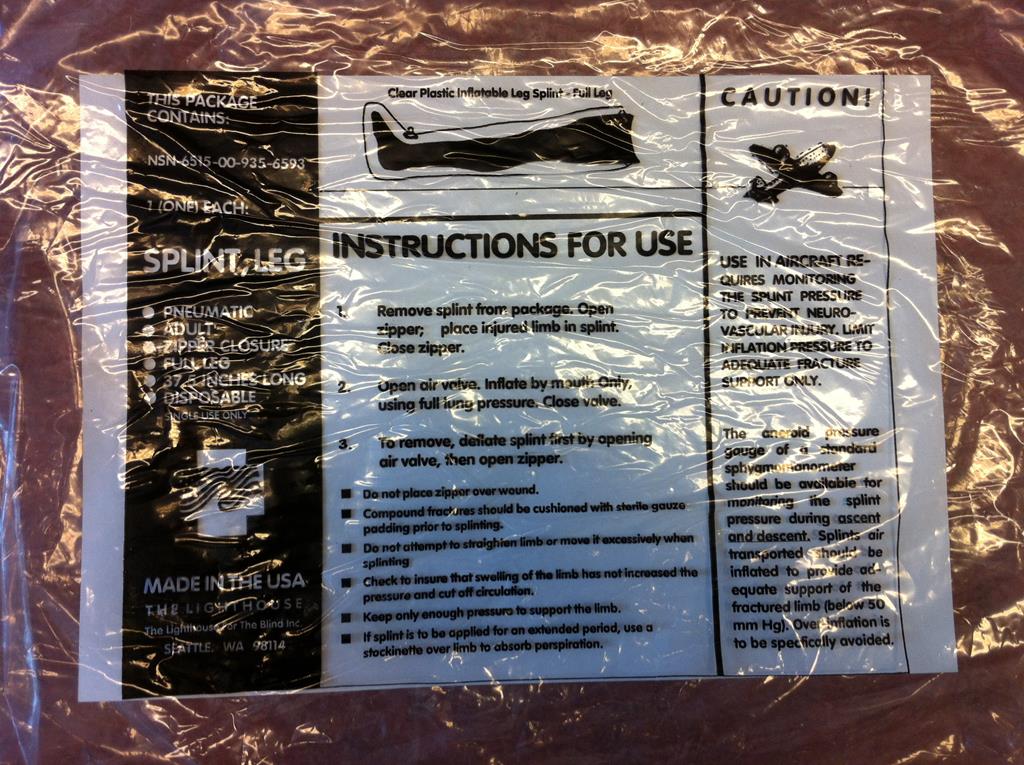 THIS PACKAGE
CONTAINS:
NSN-6515-00-935-6593
1 (ONE) EACH:
SPLINT, LEG
PNEUMATIC
ADULT
ZIPPER CLOSURE
FULL LEG
37.5 INCHES LONG
DISPOSABLE
SINGLE USE ONLY
MADE IN THE USA
THE LIGHTHOUSE
The Lighthouse for The Blind Inc.
SEATTLE, WA 98114
Clear Plastic Inflatable Leg Splint - Full Leg
INSTRUCTIONS FOR USE
1. Remove splint from package. Open
zipper; place injured limb in splint.
Close zipper.
2. Open air valve. Inflate by mouth Only,
using full lung pressure. Close valve.
3. To remove, deflate splint first by opening
air valve, then open zipper.
Do not place zipper over wound.
Compound fractures should be cushioned with sterile gauze
padding prior to splinting.
Do not attempt to straighten limb or move it excessively when
splinting
Check to insure that swelling of the limb has not increased the
pressure and cut off circulation.
Keep only enough pressure to support the limb.
If splint is to be applied for an extended period, use a
stockinette over limb to absorb perspiration.
CAUTION!
USE IN AIRCRAFT RE-
QUIRES MONITORING
THE SPLINT PRESSURE
TO PREVENT NEURO-
VASCULAR INJURY. LIMIT
INFLATION PRESSURE TO
ADEQUATE FRACTURE
SUPPORT ONLY.
The aneroid pressure
gauge of a standard
should be available for
monitoring the splint
pressure during ascent
and descent. Splints air
transported should be
inflated to provide ad-
equate support of the
fractured limb (below 50
mm Hg). Over inflation is
to be specfically avoided.